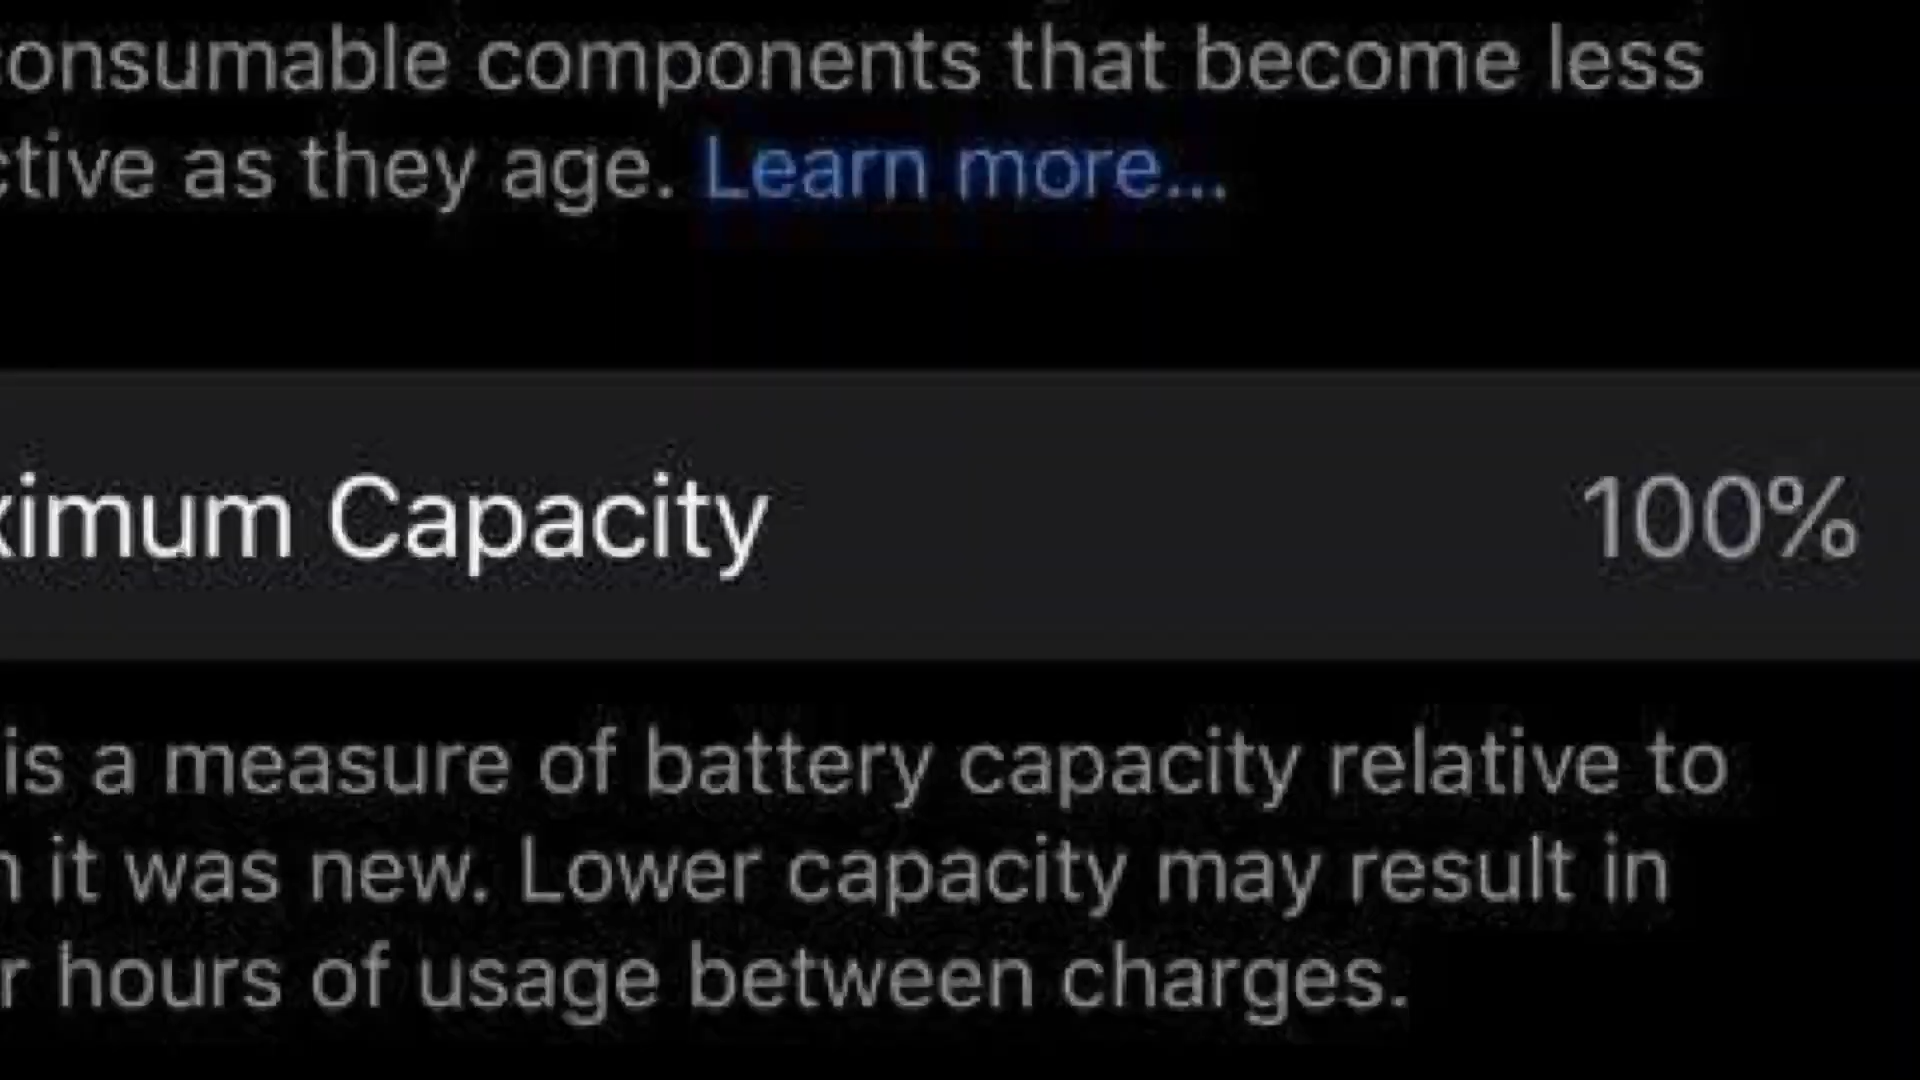 consumable components that become less
ctive as they age. Learn more...
ximum Capacity 100%
is a measure of battery capacity relative to
n it was new. Lower capacity may result in
r hours of usage between charges.